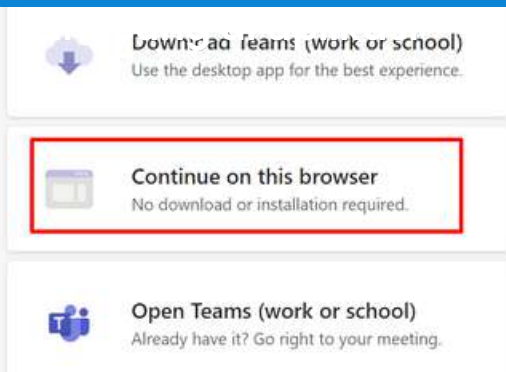 Download Teams (work or school)
Use the desktop app for the best experience.
Continue on this browser
No download or installation required.
Open Teams (work or school)
Already have it? Go right to your meeting.